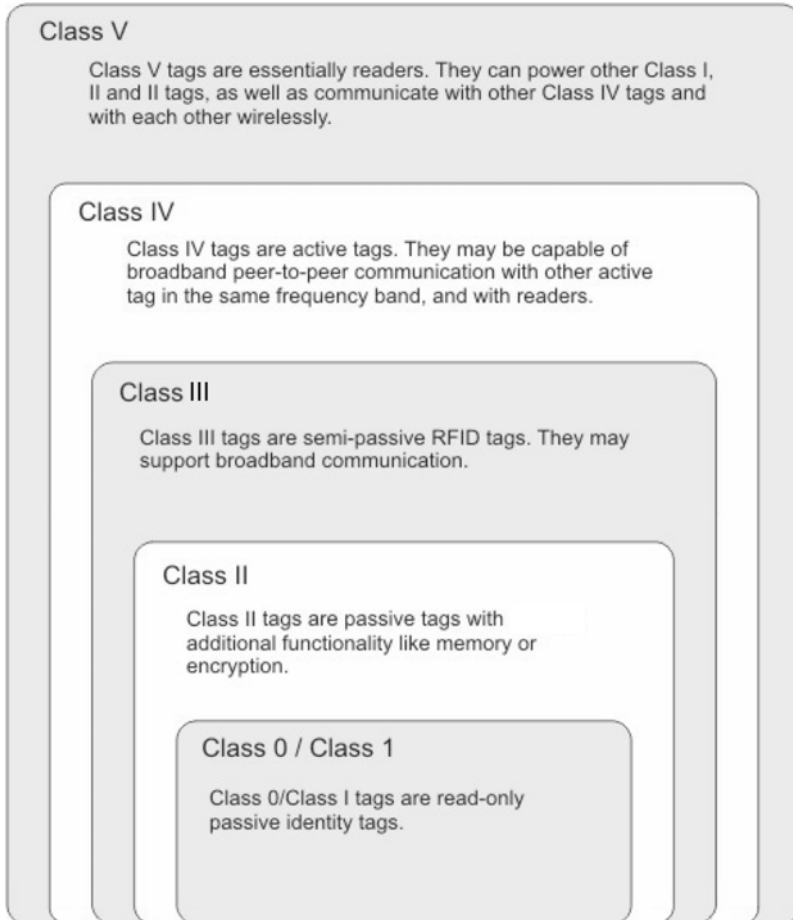 Class V
Class V tags are essentially readers. They can power other Class I,
II and II tags, as well as communicate with other Class IV tags and
with each other wirelessly.
Class IV
Class IV tags are active tags. They may be capable of
broadband peer-to-peer communication with other active
tag in the same frequency band, and with readers.
Class III
Class III tags are semi-passive RFID tags. They may
support broadband communication.
Class II
Class II tags are passive tags with
additional functionality like memory or
encryption.
Class 0 / Class 1
Class 0/Class I tags are read-only
passive identity tags.